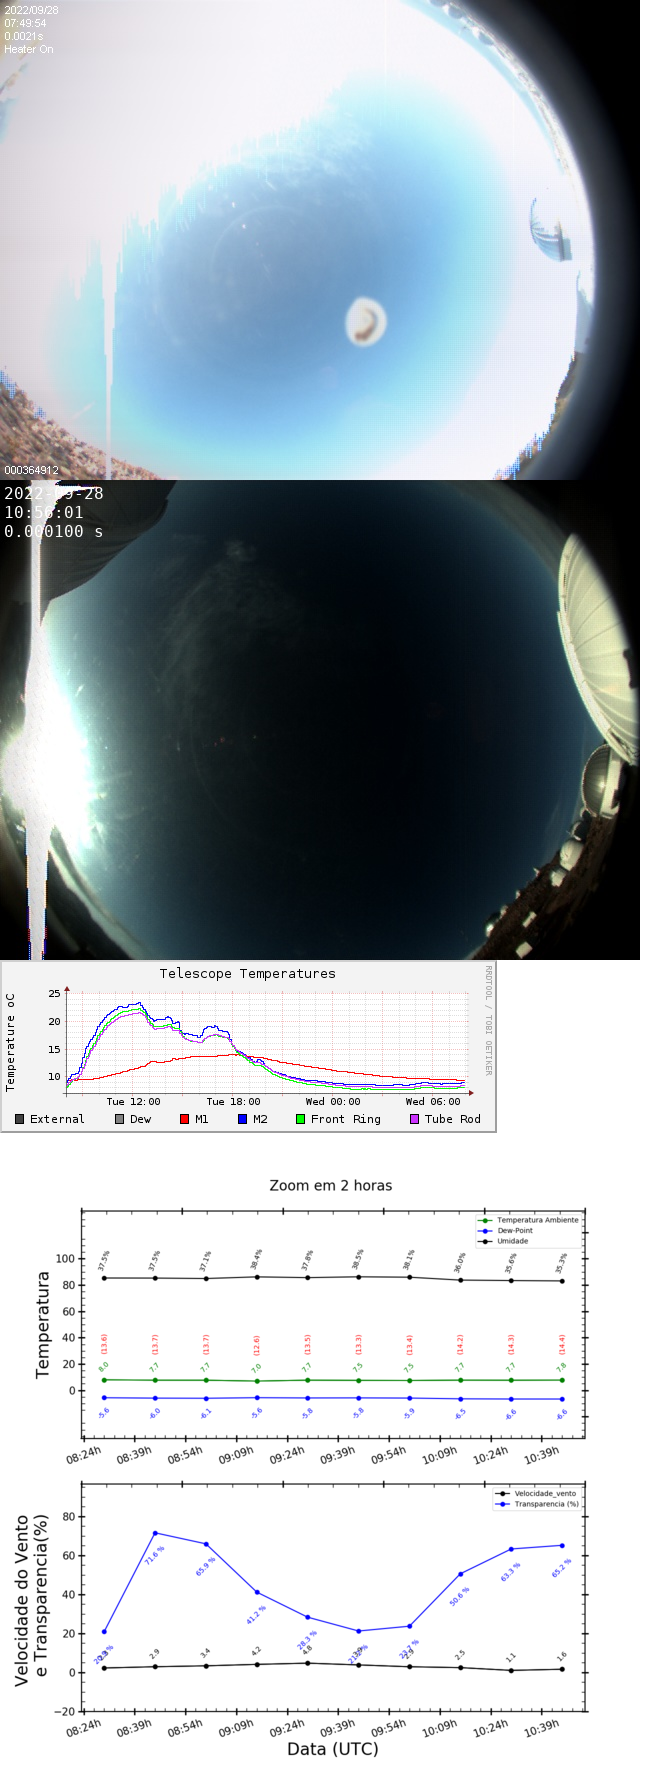 2022/09/28
07:49:54
0.0021s
Heater On
000364912
2022-09-28
10:56:01
0.000100 s
Telescope Temperatures
RRDTOOL / TOBI OETIKER
Temperature oC
25
20
15
10
Tue 12:00 Tue 18:00 Wed 00:00 Wed 06:00
External Dew M1 M2 Front Ring Tube Rod
Zoom em 2 horas
Temperatura Ambiente
Dew-Point
Umidade
Temperatura
100
80
60
40
20
0
37.5% 37.5% 37.1% 38.4% 37.8% 38.5% 38.1% 36.0% 35.6% 35.3%
(13.6) (13.7) (13.7) (12.6) (13.5) (13.3) (13.4) (14.2) (14.3) (14.4)
8.0 7.7 7.7 7.0 7.7 7.5 7.5 7.7 7.7 7.8
-5.6 -6.0 -6.1 -5.6 -5.8 -5.8 -5.9 -6.5 -6.6 -6.6
08:24h 08:39h 08:54h 09:09h 09:24h 09:39h 09:54h 10:09h 10:24h 10:39h
Velocidade_vento
Transparencia (%)
Velocidade do Vento
e Transparencia(%)
80
60
40
20
0
−20
71.6 % 65.9 % 41.2 % 28.3 % 50.6 % 63.3 % 65.2 %
2.9 3.4 4.2 4.8 2.5 1.1 1.6
08:24h 08:39h 08:54h 09:09h 09:24h 09:39h 09:54h 10:09h 10:24h 10:39h
Data (UTC)